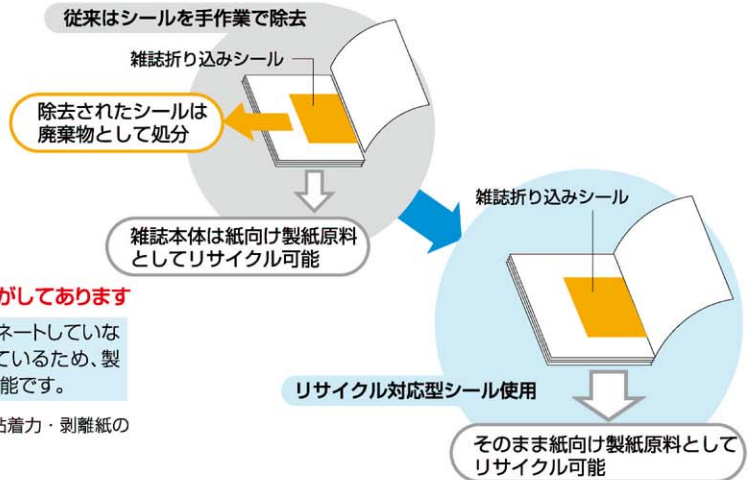 従来はシールを手作業で除去
雑誌折り込みシール
除去されたシールは
廃棄物として処分
雑誌本体は紙向け製紙原料
としてリサイクル可能
雑誌折り込みシール
リサイクル対応型シール使用
そのまま紙向け製紙原料として
リサイクル可能
がしてあります
ネートしていな
ているため、製
能です。
粘着力・剥離紙の